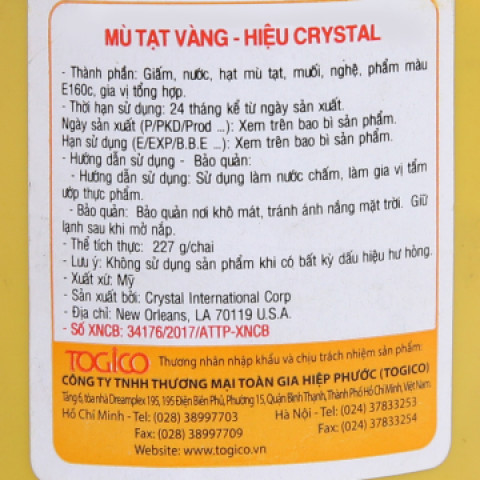 MÙ TẠT VÀNG - HIỆU CRYSTAL
- Thành phần: Giấm, nước, hạt mù tạt, muối, nghệ, phẩm màu
E160c, gia vị tổng hợp.
- Thời hạn sử dụng: 24 tháng kể từ ngày sản xuất.
Ngày sản xuất (P/PKD/Prod ...): Xem trên bao bì sản phẩm.
Hạn sử dụng (E/EXP/B.B.E ...): Xem trên bao bì sản phẩm.
- Hướng dẫn sử dụng - Bảo quản:
- Hướng dẫn sử dụng: Sử dụng làm nước chấm, làm gia vị tẩm
ướp thực phẩm.
- Bảo quản: Bảo quản nơi khô mát, tránh ánh nắng mặt trời. Giữ
lạnh sau khi mở nắp.
- Thể tích thực: 227 g/chai
- Lưu ý: Không sử dụng sản phẩm khi có bất kỳ dấu hiệu hư hỏng.
- Xuất xứ: Mỹ
- Sản xuất bởi: Crystal International Corp
- Địa chỉ: New Orleans, LA 70119 U.S.A.
- Số XNCB: 34176/2017/ATTP-XNCB
TOGICO Thương nhân nhập khẩu và chịu trách nhiệm sản phẩm:
CÔNG TY TNHH THƯƠNG MẠI TOÀN GIA HIỆP PHƯỚC (TOGICO)
Tầng 6, tòa nhà Dreamplex 195, 195 Điện Biên Phủ, Phường 15, Quận Bình Thạnh, Thành Phố Hồ Chí Minh, Việt Nam.
Hồ Chí Minh - Tel: (028) 38997703 Hà Nội - Tel: (024) 37833253
Fax: (028) 38997709 Fax: (024) 37833254
Website: www.togico.vn